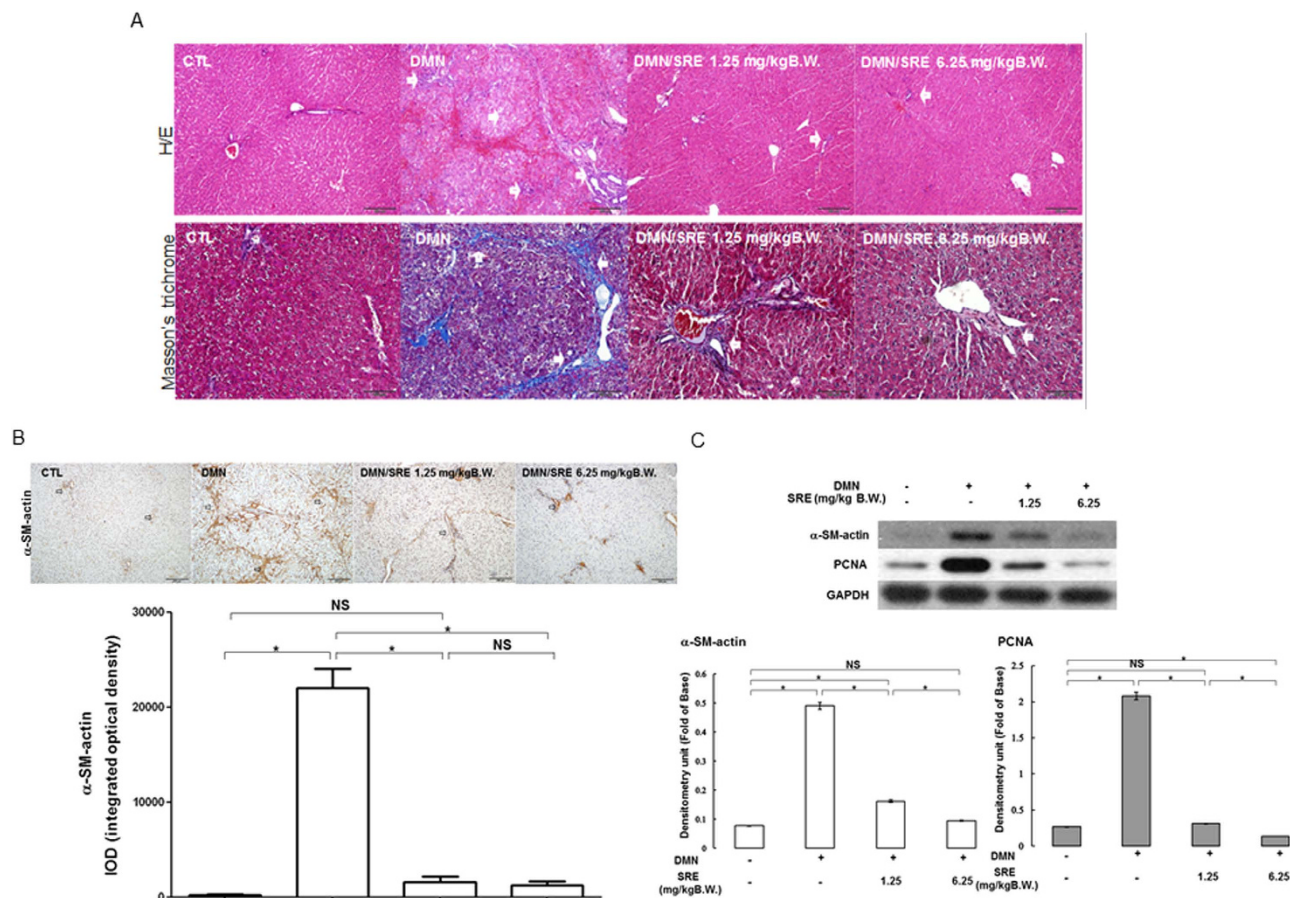 A
CTL DMN DMN/SRE 1.25 mg/kgB.W. DMN/SRE 6.25 mg/kgB.W.
H/E
CTL DMN DMN/SRE 1.25 mg/kgB.W. DMN/SRE 6.25 mg/kgB.W.
Masson's trichrome
B
CTL DMN DMN/SRE 1.25 mg/kgB.W. DMN/SRE 6.25 mg/kgB.W.
α-SM-actin
30000
20000
10000
0
α-SM-actin
IOD (integrated optical density)
NS
*
* * NS
C
DMN - + + +
SRE (mg/kg B.W.) - - 1.25 6.25
α-SM-actin
PCNA
GAPDH
α-SM-actin
Densitometry unit (Fold of Base)
0.6
0.5
0.4
0.3
0.2
0.1
0
NS
*
* * *
DMN - + + +
SRE - - 1.25 6.25
(mg/kgB.W.)
PCNA
Densitometry unit (Fold of Base)
2.5
2
1.5
1
0.5
0
*
NS
* * *
DMN - + + +
SRE - - 1.25 6.25
(mg/kgB.W.)